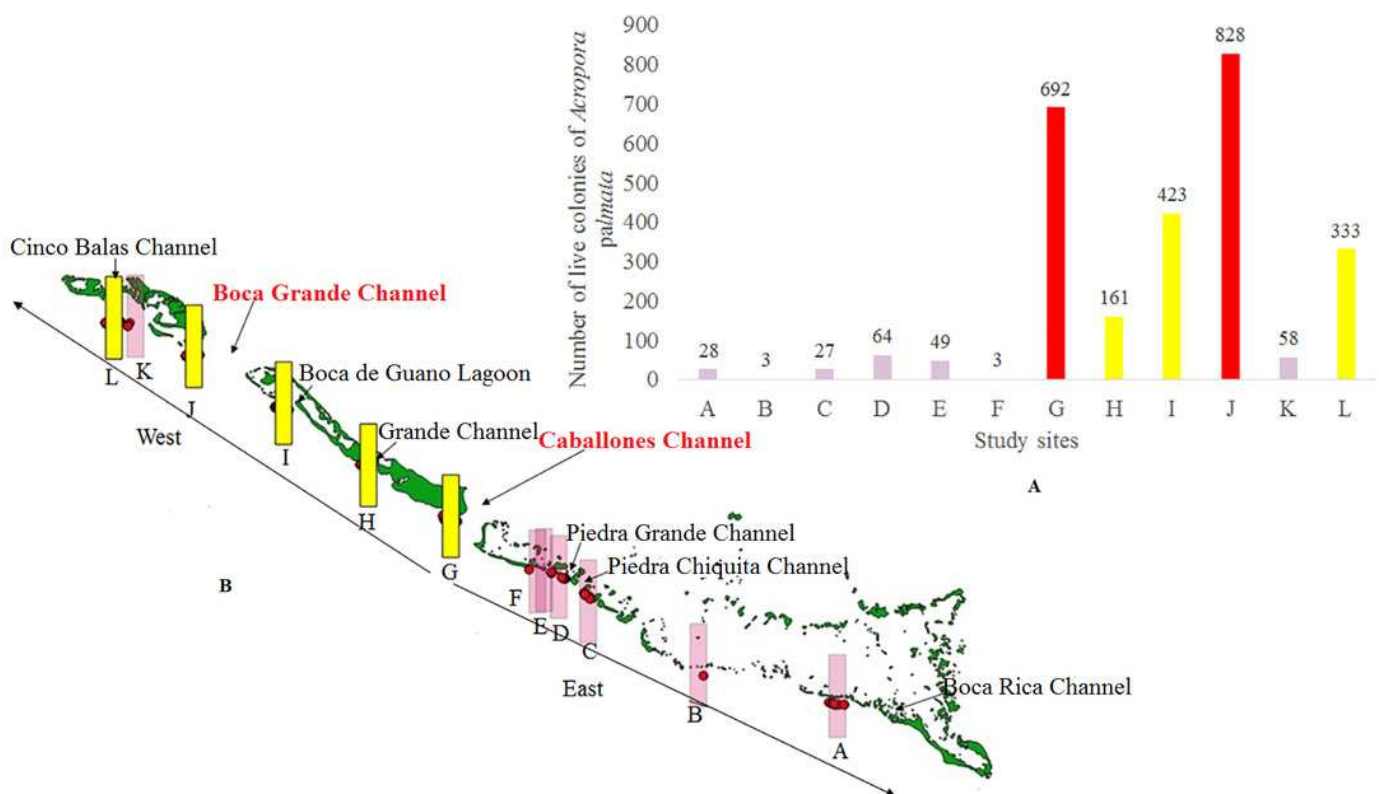 900
800
700
600
500
400
300
200
100
0
Number of live colonies of Acropora
palmata
28
3
27
64
49
3
692
161
423
828
58
333
A B C D E F G H I J K L
Study sites
A
Cinco Balas Channel
Boca Grande Channel
L
K
J
West
Boca de Guano Lagoon
I
Grande Channel
H
Caballones Channel
G
B
Piedra Grande Channel
Piedra Chiquita Channel
F
E
D
C
East
B
Boca Rica Channel
A